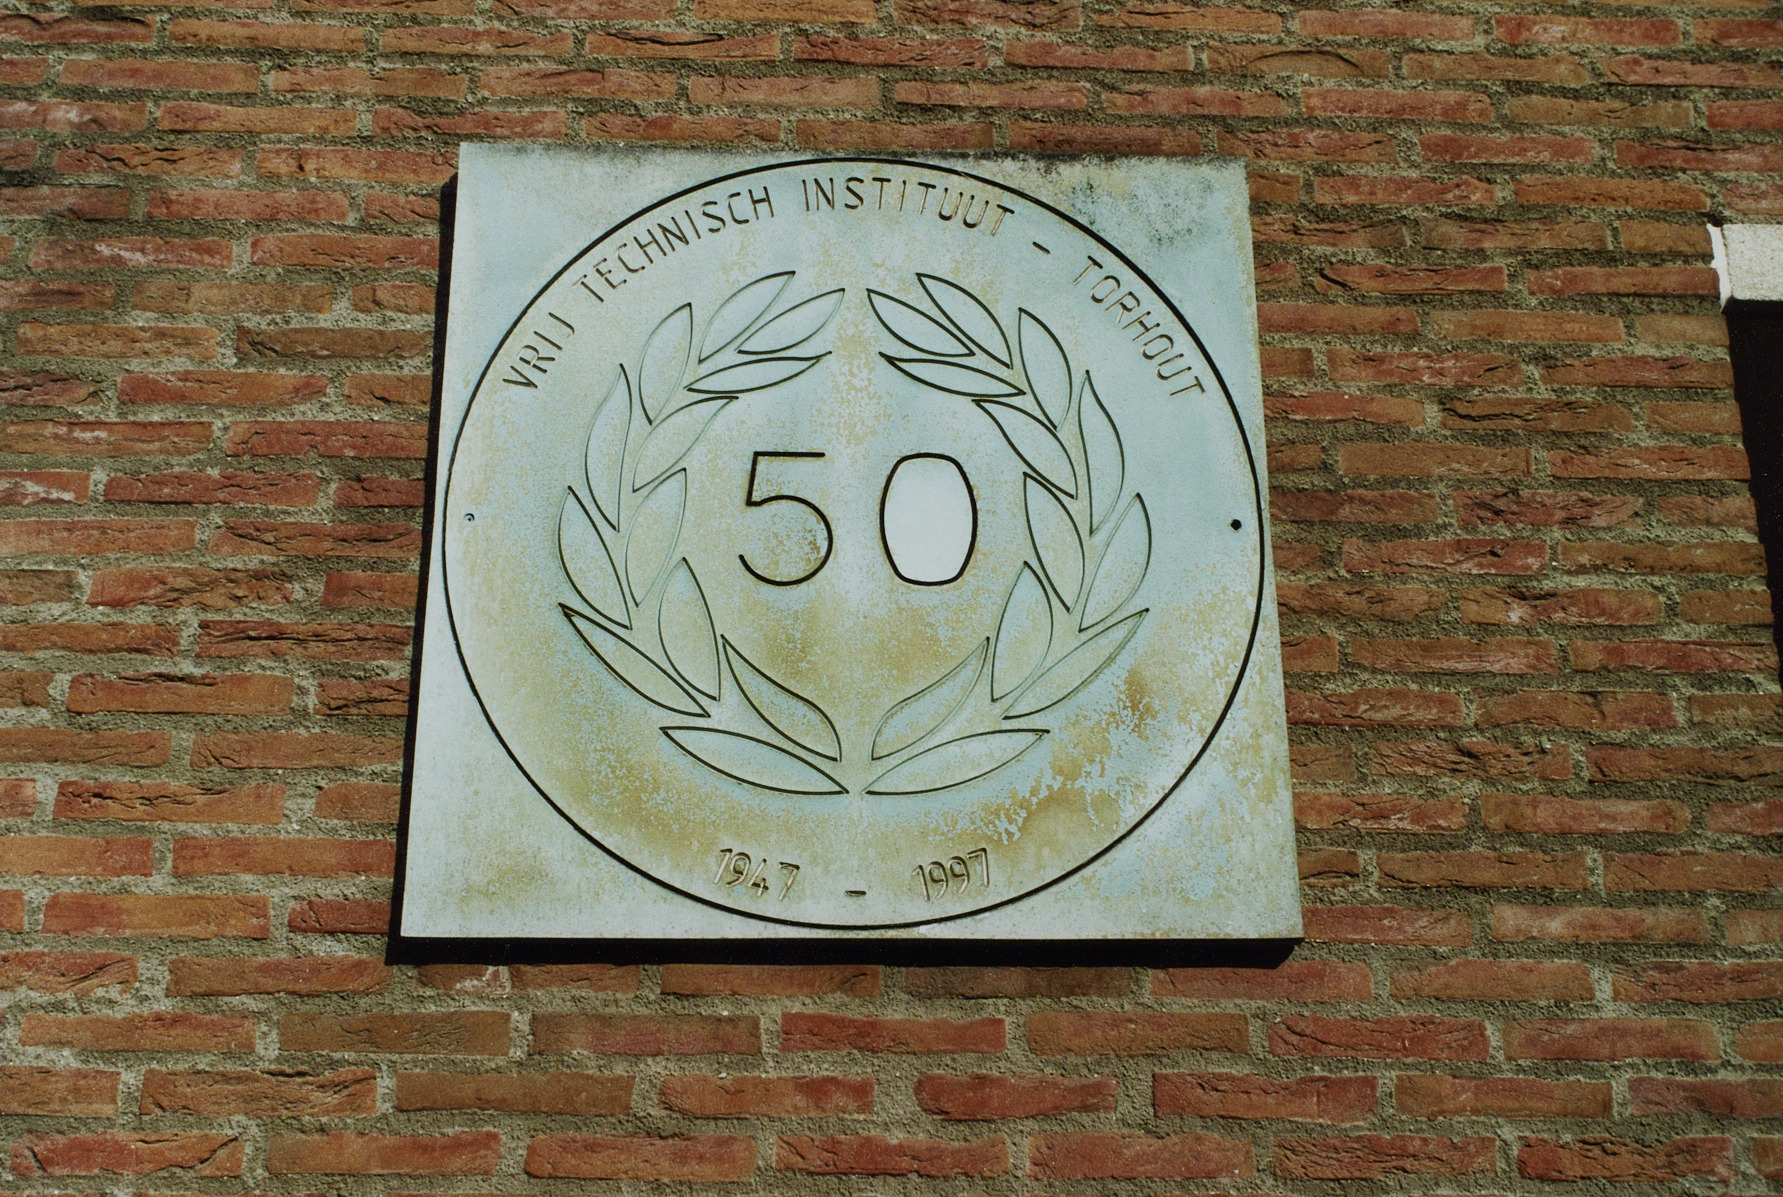 VRIJ TECHNISCH INSTITUUT - TORHOUT
50
1947 - 1997